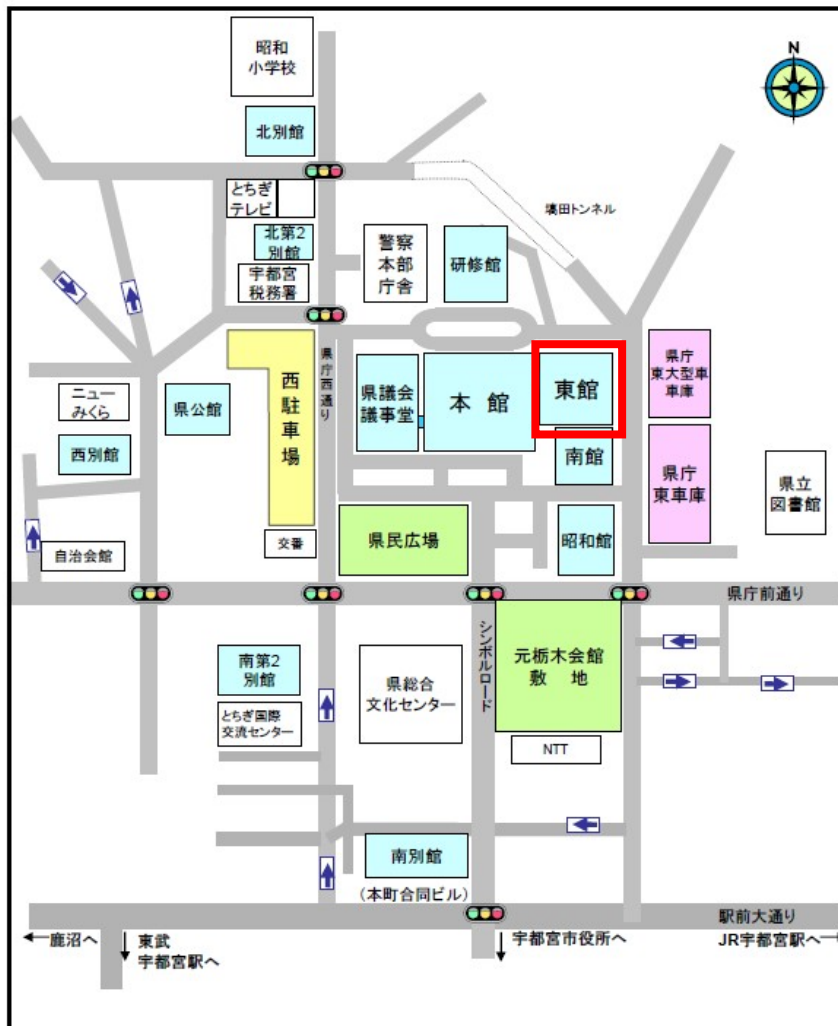 昭和
小学校
N
北別館
とちぎ
テレビ
北第2
別館
宇都宮
税務署
警察
本部
庁舎
研修館
塙田トンネル
県庁西通り
西駐車場
県議会
議事堂
本 館
東館
南館
県庁
東大型車
車庫
県庁
東車庫
県立
図書館
ニュー
みくら
県公館
西別館
自治会館
交番
県民広場
昭和館
県庁前通り
シンボルロード
南第2
別館
とちぎ国際
交流センター
県総合
文化センター
元栃木会館
敷 地
NTT
南別館
(本町合同ビル)
駅前大通り
鹿沼へ
東武
宇都宮駅へ
宇都宮市役所へ
JR宇都宮駅へ